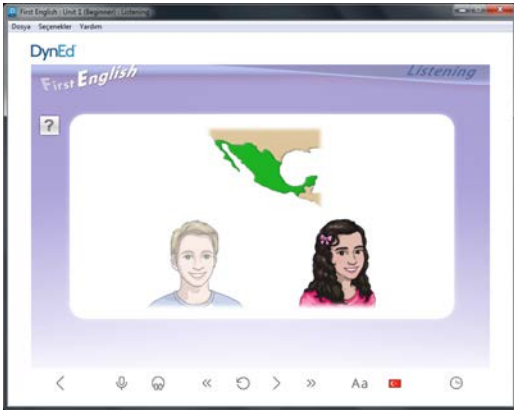 First English : Unit 1 (Beginner) : Listening
Dosya Seçenekler Yardım
DynEd
First English
Listening
?
Aa